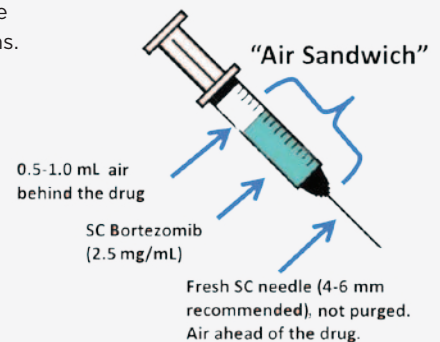 e
ns.
“Air Sandwich”
0.5-1.0 mL air
behind the drug
SC Bortezomib
(2.5 mg/mL)
Fresh SC needle (4-6 mm
recommended), not purged.
Air ahead of the drug.